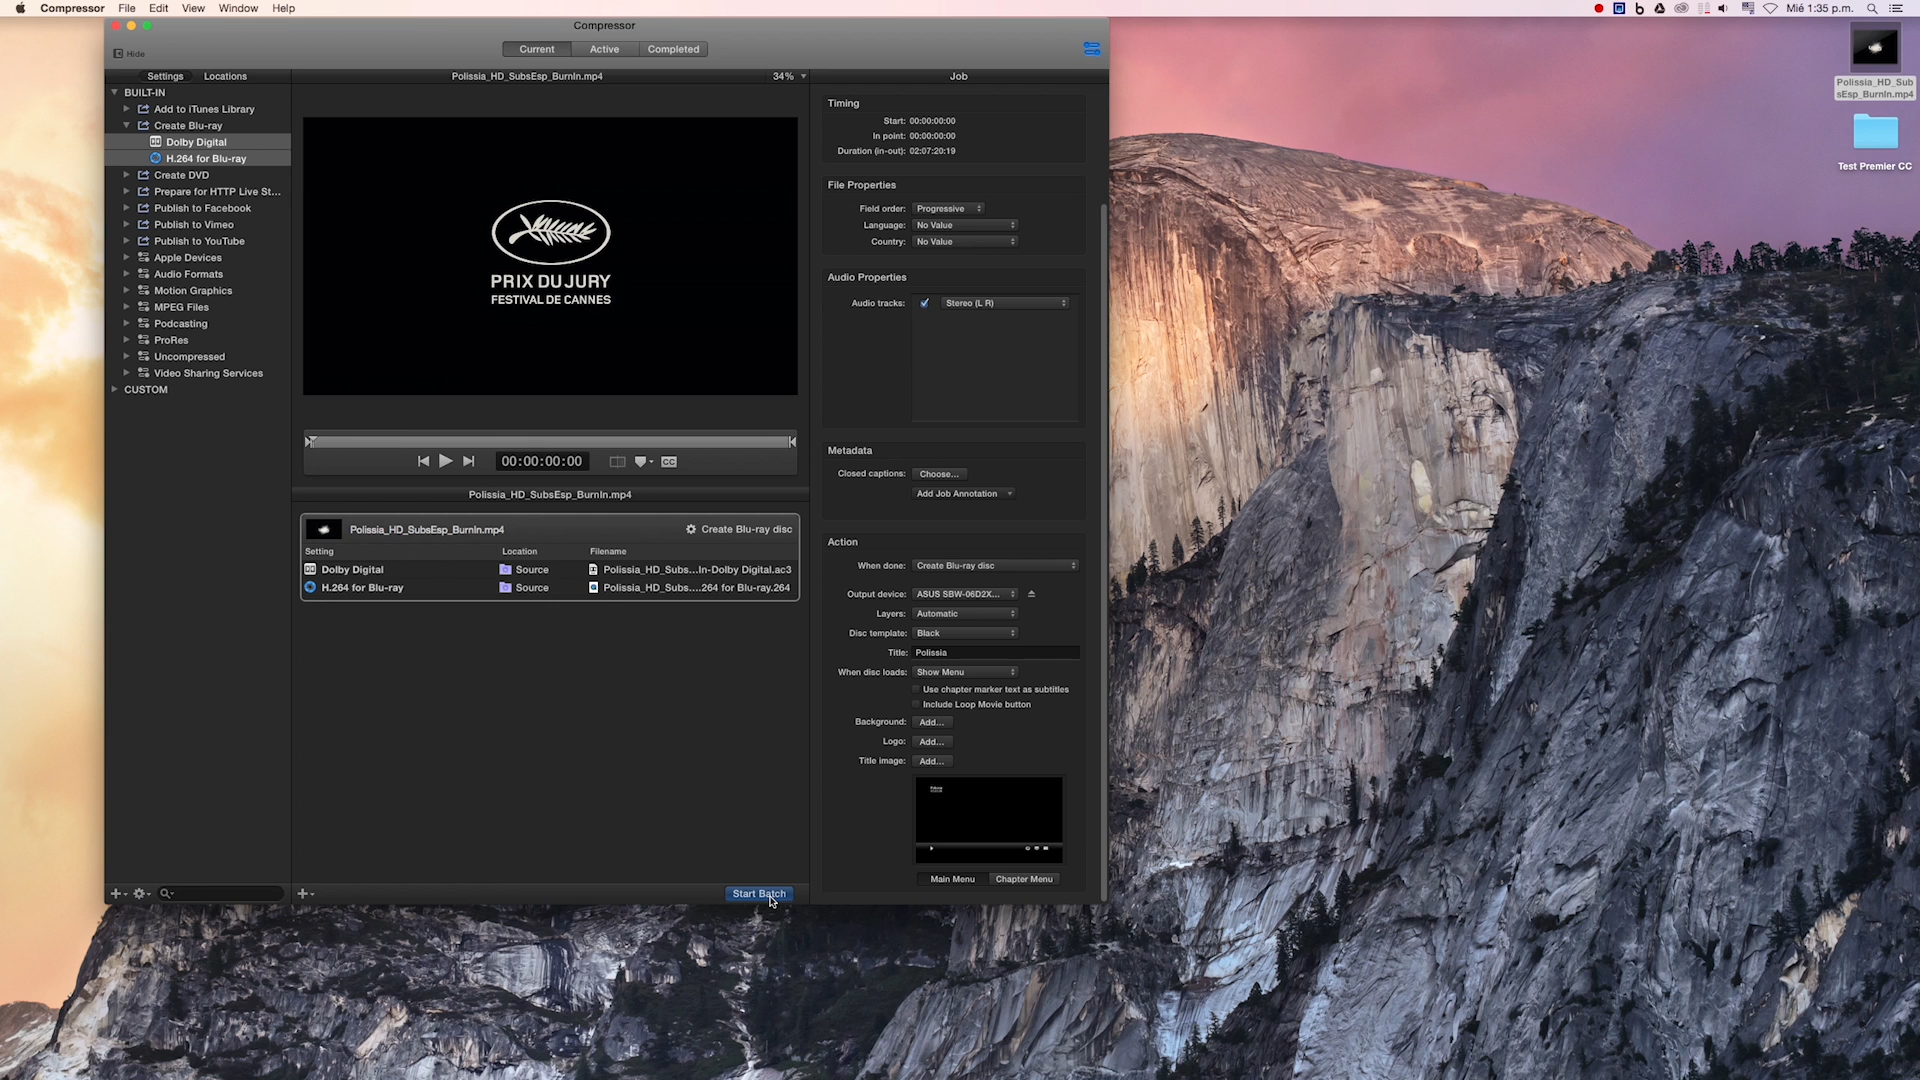 Compressor File Edit View Window Help
Mié 1:35 p.m.
Compressor
Hide
Current Active Completed
Settings Locations
Polissia_HD_SubsEsp_BurnIn.mp4 34%
Job
BUILT-IN
Add to iTunes Library
Create Blu-ray
Dolby Digital
H.264 for Blu-ray
Create DVD
Prepare for HTTP Live St...
Publish to Facebook
Publish to Vimeo
Publish to YouTube
Apple Devices
Audio Formats
Motion Graphics
MPEG Files
Podcasting
ProRes
Uncompressed
Video Sharing Services
CUSTOM
PRIX DU JURY
FESTIVAL DE CANNES
00:00:00:00
CC
Polissia_HD_SubsEsp_BurnIn.mp4
Polissia_HD_SubsEsp_BurnIn.mp4 Create Blu-ray disc
Setting Location Filename
Dolby Digital Source Polissia_HD_Subs...In-Dolby Digital.ac3
H.264 for Blu-ray Source Polissia_HD_Subs....264 for Blu-ray.264
Start Batch
Timing
Start: 00:00:00:00
In point: 00:00:00:00
Duration (in-out): 02:07:20:19
File Properties
Field order: Progressive
Language: No Value
Country: No Value
Audio Properties
Audio tracks: Stereo (L R)
Metadata
Closed captions: Choose...
Add Job Annotation
Action
When done: Create Blu-ray disc
Output device: ASUS SBW-06D2X...
Layers: Automatic
Disc template: Black
Title: Polissia
When disc loads: Show Menu
Use chapter marker text as subtitles
Include Loop Movie button
Background: Add...
Logo: Add...
Title image: Add...
Main Menu Chapter Menu
Polissia_HD_Sub
sEsp_BurnIn.mp4
Test Premier CC